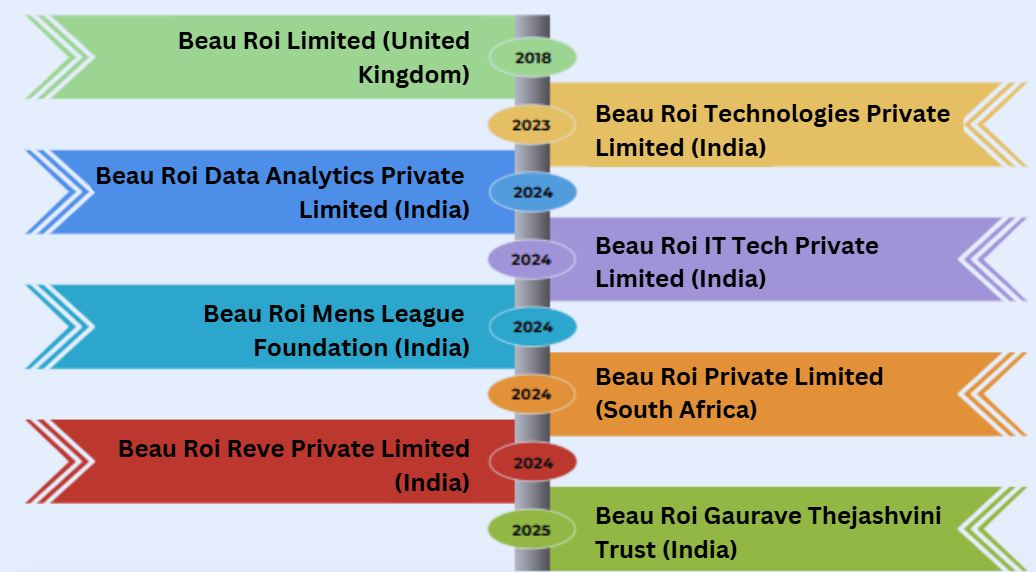 Beau Roi Limited (United
Kingdom)
2018
2023
Beau Roi Technologies Private
Limited (India)
Beau Roi Data Analytics Private
Limited (India)
2024
2024
Beau Roi IT Tech Private
Limited (India)
Beau Roi Mens League
Foundation (India)
2024
2024
Beau Roi Private Limited
(South Africa)
Beau Roi Reve Private Limited
(India)
2024
2025
Beau Roi Gaurave Thejashvini
Trust (India)